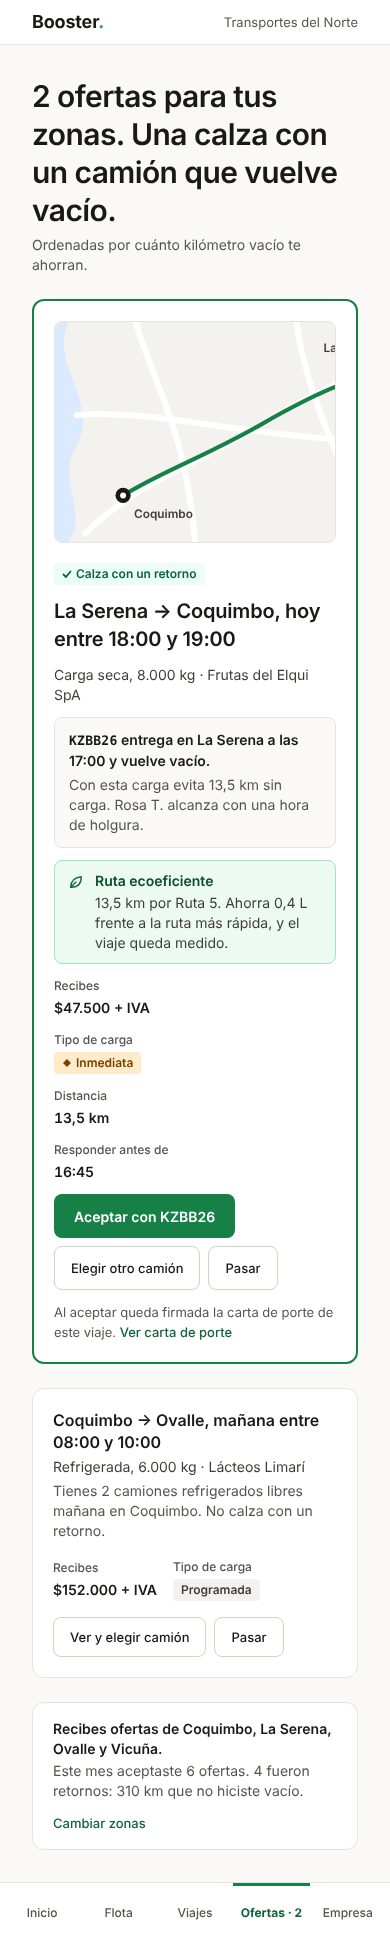 Booster.
Transportes del Norte
2 ofertas para tus
zonas. Una calza con
un camión que vuelve
vacío.
Ordenadas por cuánto kilómetro vacío te
ahorran.
La
Coquimbo
Calza con un retorno
La Serena → Coquimbo, hoy
entre 18:00 y 19:00
Carga seca, 8.000 kg · Frutas del Elqui
SpA
KZBB26 entrega en La Serena a las
17:00 y vuelve vacío.
Con esta carga evita 13,5 km sin
carga. Rosa T. alcanza con una hora
de holgura.
Ruta ecoeficiente
13,5 km por Ruta 5. Ahorra 0,4 L
frente a la ruta más rápida, y el
viaje queda medido.
Recibes
$47.500 + IVA
Tipo de carga
Inmediata
Distancia
13,5 km
Responder antes de
16:45
Aceptar con KZBB26
Elegir otro camión
Pasar
Al aceptar queda firmada la carta de porte de
este viaje. Ver carta de porte
Coquimbo → Ovalle, mañana entre
08:00 y 10:00
Refrigerada, 6.000 kg · Lácteos Limarí
Tienes 2 camiones refrigerados libres
mañana en Coquimbo. No calza con un
retorno.
Recibes
$152.000 + IVA
Tipo de carga
Programada
Ver y elegir camión
Pasar
Recibes ofertas de Coquimbo, La Serena,
Ovalle y Vicuña.
Este mes aceptaste 6 ofertas. 4 fueron
retornos: 310 km que no hiciste vacío.
Cambiar zonas
Inicio
Flota
Viajes
Ofertas · 2
Empresa